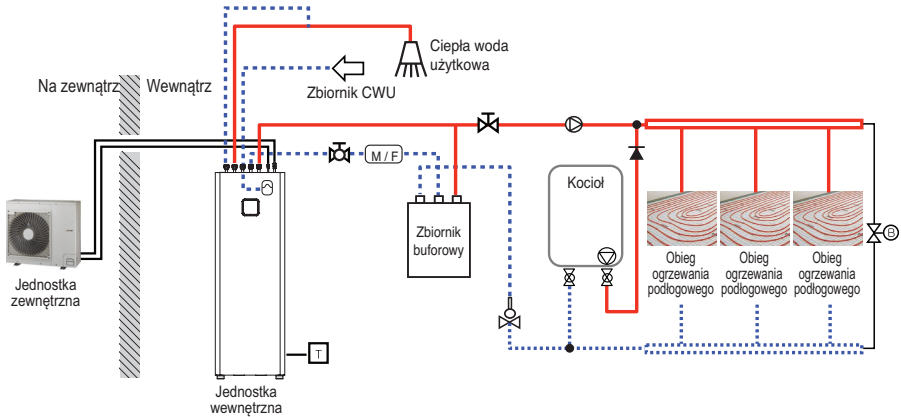 Ciepła woda
użytkowa
Zbiornik CWU
Na zewnątrz
Wewnątrz
M / F
Kocioł
Zbiornik
buforowy
B
Jednostka
zewnętrzna
Obieg
ogrzewania
podłogowego
Obieg
ogrzewania
podłogowego
Obieg
ogrzewania
podłogowego
T
Jednostka
wewnętrzna